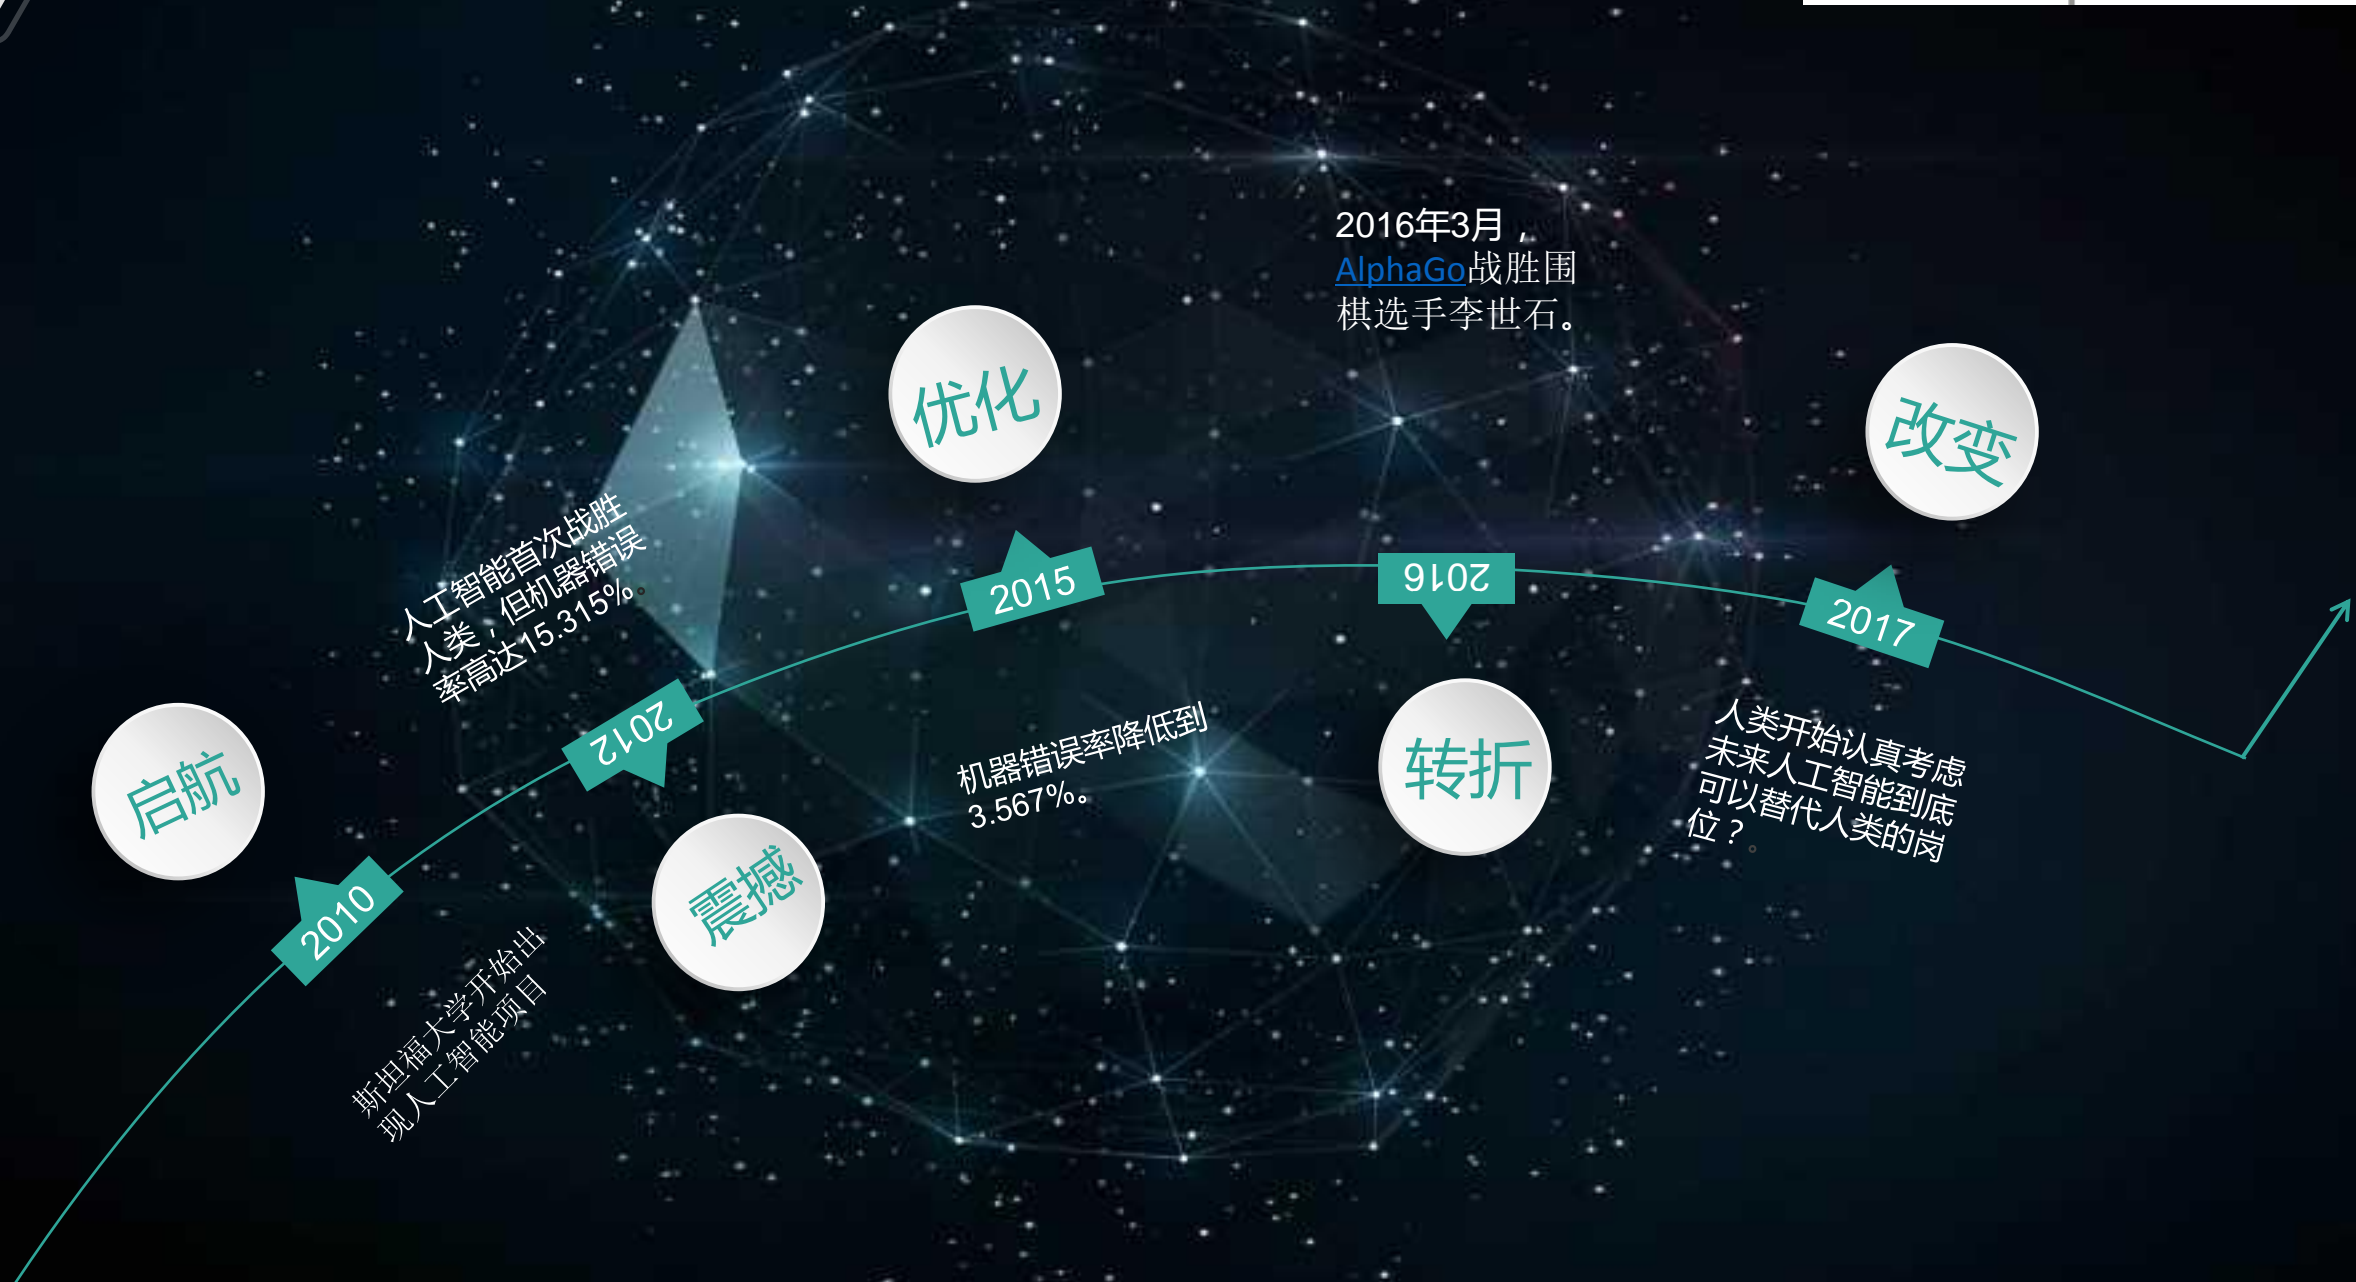 启航
2010
斯坦福大学开始出
现人工智能项目
人工智能首次战胜
人类，但机器错误
率高达15.315%。
2012
震撼
优化
2015
机器错误率降低到
3.567%。
2016年3月，
AlphaGo战胜围
棋选手李世石。
2016
转折
改变
2017
人类开始认真考虑
未来人工智能到底
可以替代人类的岗
位？。